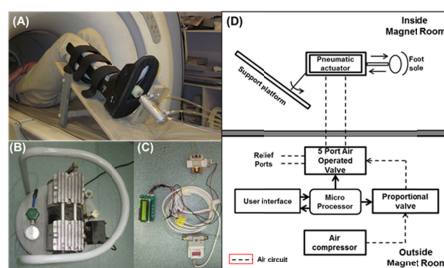 (A)
(B)
(C)
(D)
Inside
Magnet Room
Pneumatic
actuator
Foot
sole
Support platform
5 Port Air
Operated
Valve
Relief
Ports
User interface
Micro
Processor
Proportional
valve
Air
compressor
Air circuit
Outside
Magnet Room